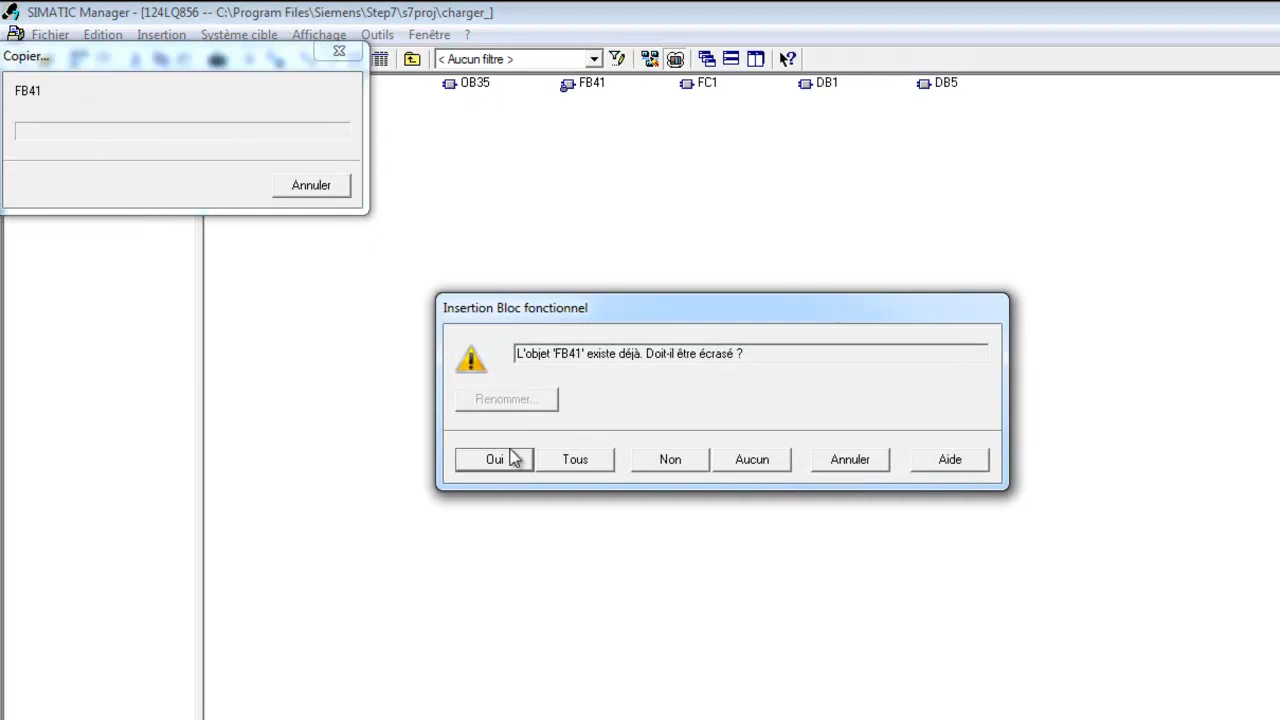 SIMATIC Manager - [124LQ856 -- C:\Program Files\Siemens\Step7\s7proj\charger_]
Fichier Edition Insertion Système cible Affichage Outils Fenêtre ?
Copier...
< Aucun filtre >
FB41
Annuler
OB35 FB41 FC1 DB1 DB5
Insertion Bloc fonctionnel
L'objet 'FB41' existe déjà. Doit-il être écrasé ?
Renommer...
Oui Tous Non Aucun Annuler Aide